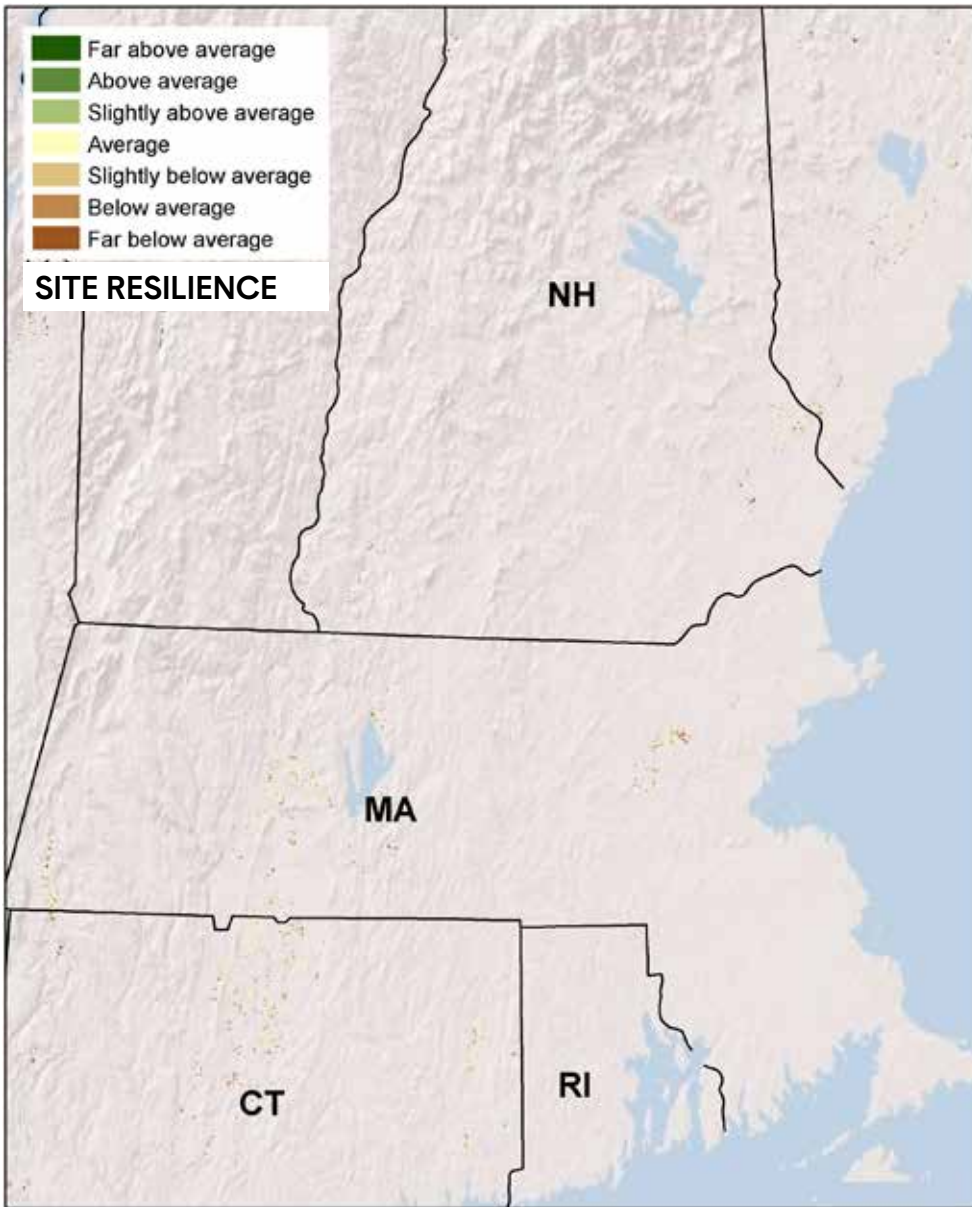 Far above average
Above average
Slightly above average
Average
Slightly below average
Below average
Far below average
SITE RESILIENCE
NH
MA
CT
RI